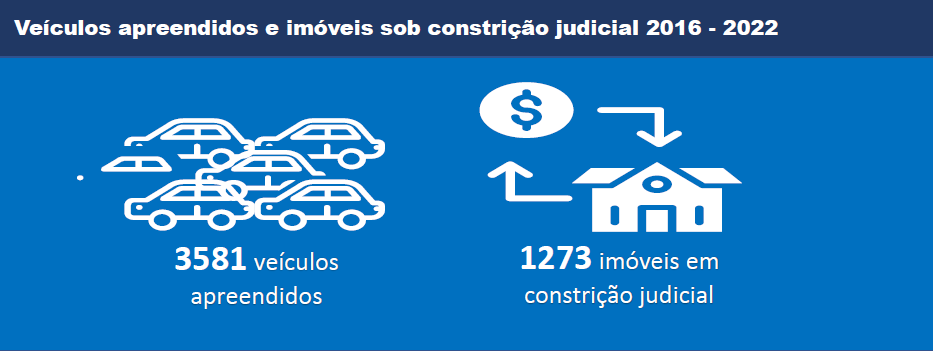 Veículos apreendidos e imóveis sob constrição judicial 2016 - 2022
$
3581 veículos
apreendidos
1273 imóveis em
constrição judicial